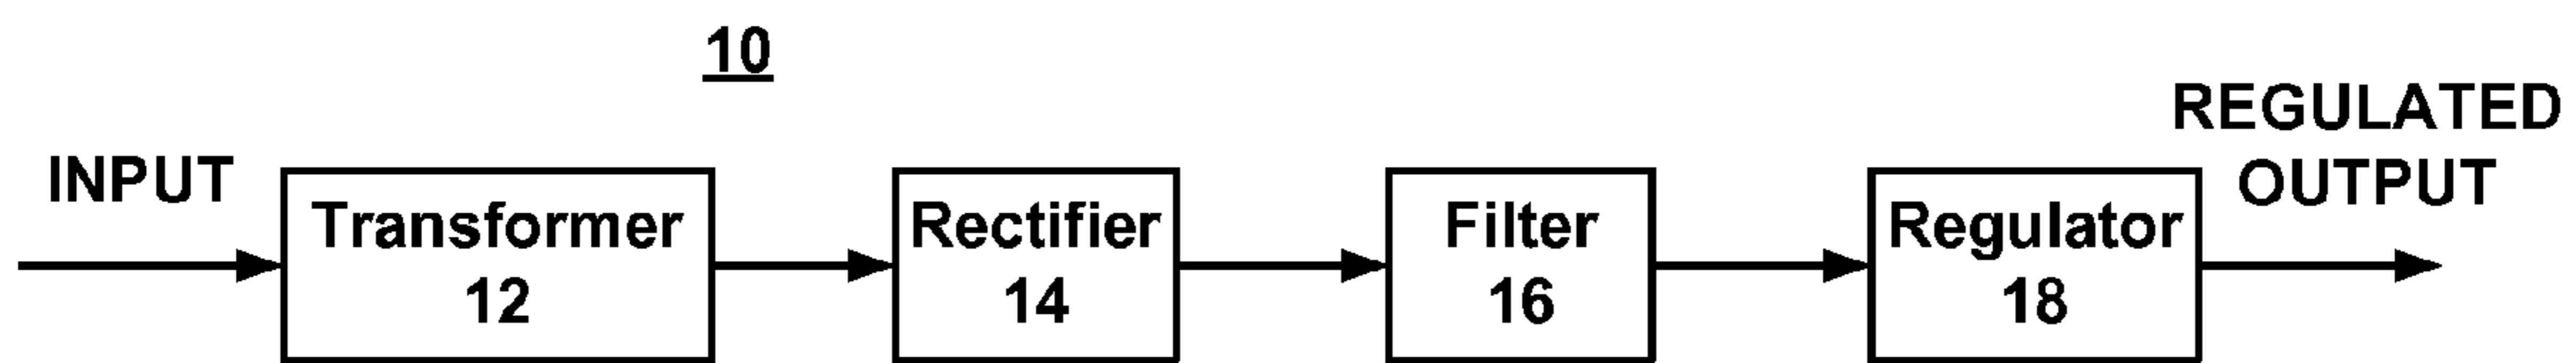 10
INPUT
Transformer
12
Rectifier
14
Filter
16
Regulator
18
REGULATED
OUTPUT